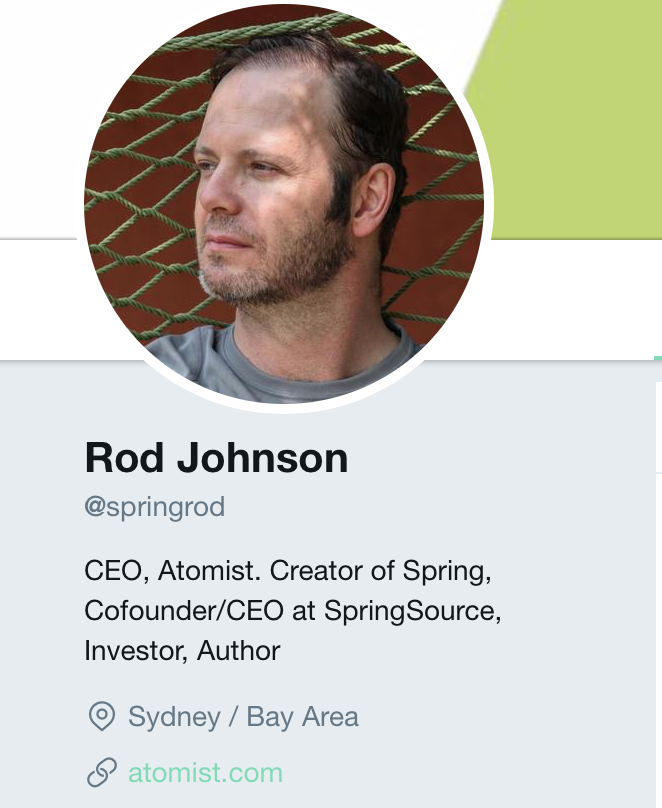 Rod Johnson
@springrod
CEO, Atomist. Creator of Spring,
Cofounder/CEO at SpringSource,
Investor, Author
Sydney / Bay Area
atomist.com